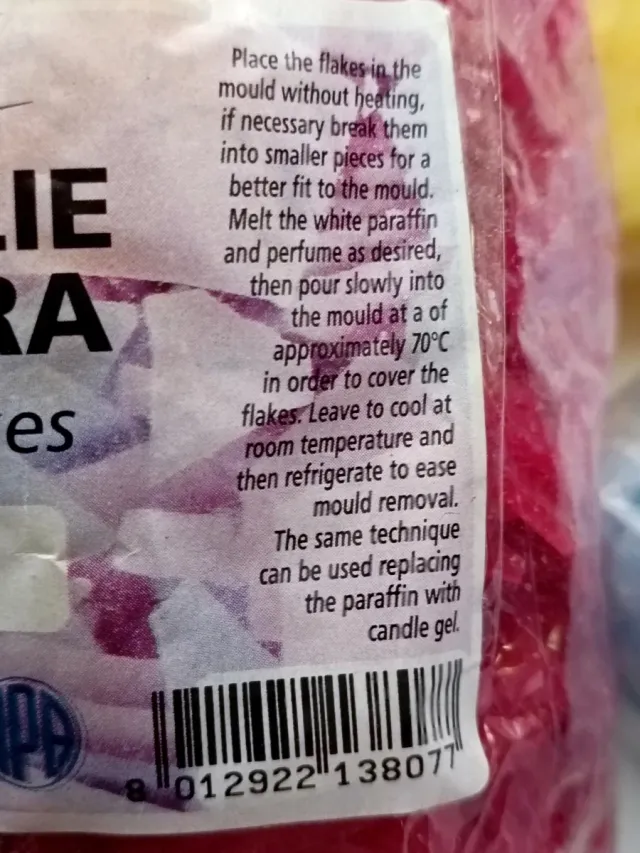 LIE
RA
es
Place the flakes in the
mould without heating,
if necessary break them
into smaller pieces for a
better fit to the mould.
Melt the white paraffin
and perfume as desired,
then pour slowly into
the mould at a of
approximately 70°C
in order to cover the
flakes. Leave to cool at
room temperature and
then refrigerate to ease
mould removal.
The same technique
can be used replacing
the paraffin with
candle gel.
8 012922 138077